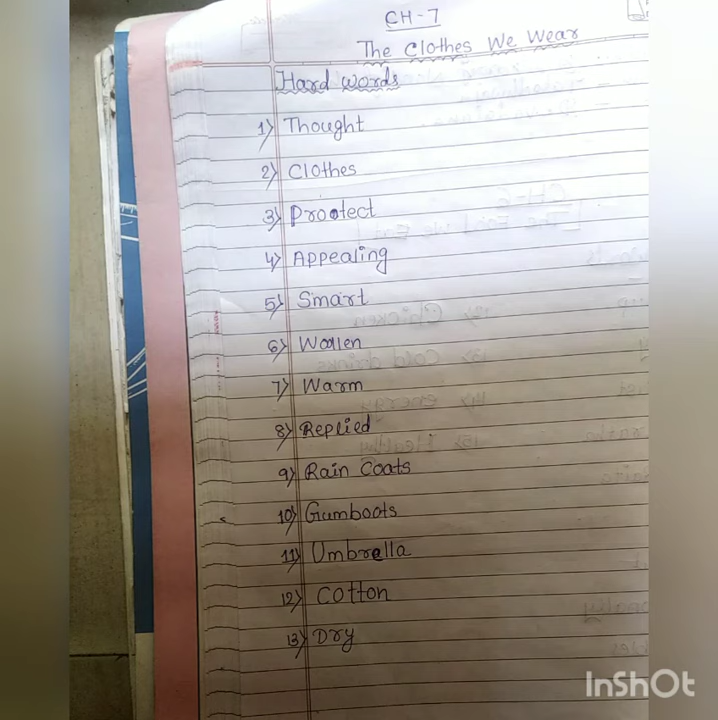 CH-7
The Clothes We Wear
Hard words
1) Thought
2) Clothes
3) Protect
4) Appealing
5) Smart
6) Woolen
7) Warm
8) Replied
9) Rain Coats
10) Gumboots
11) Umbrella
12) Cotton
13) Dry
InShOt